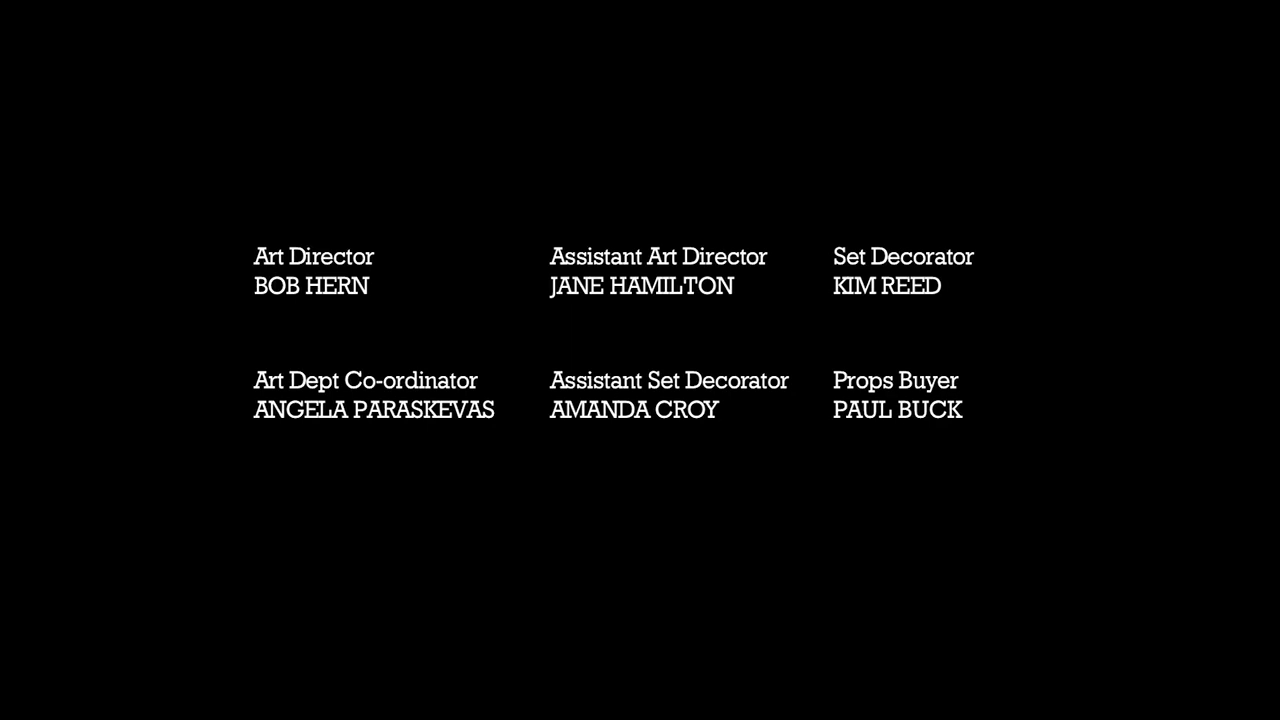 Art Director
BOB HERN
Assistant Art Director
JANE HAMILTON
Set Decorator
KIM REED
Art Dept Co-ordinator
ANGELA PARASKEVAS
Assistant Set Decorator
AMANDA CROY
Props Buyer
PAUL BUCK